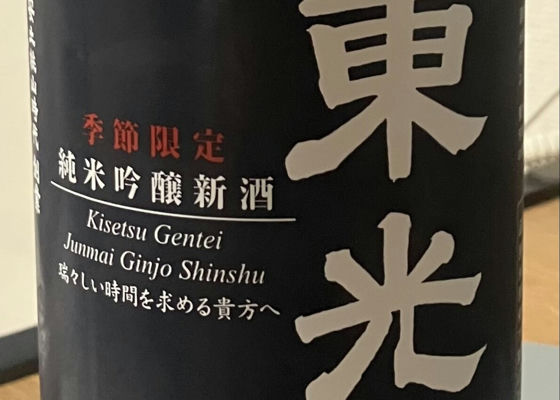 東光
季節限定
純米吟醸新酒
Kisetsu Gentei
Junmai Ginjo Shinshu
瑞々しい時間を求める貴方へ